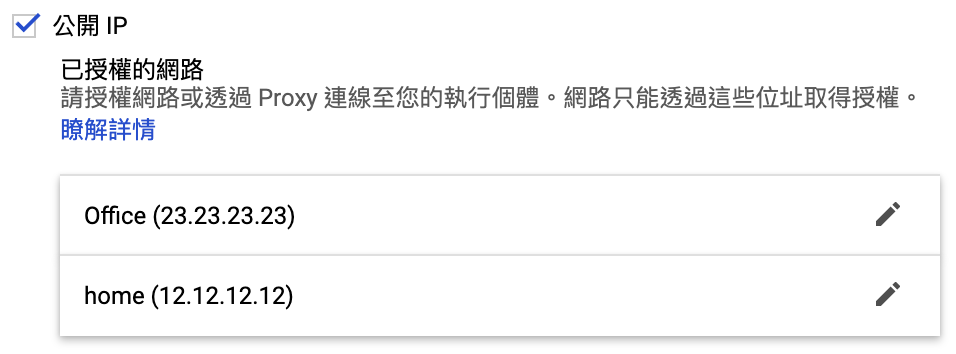 公開 IP
已授權的網路
請授權網路或透過 Proxy 連線至您的執行個體。網路只能透過這些位址取得授權。
瞭解詳情
Office (23.23.23.23)
home (12.12.12.12)